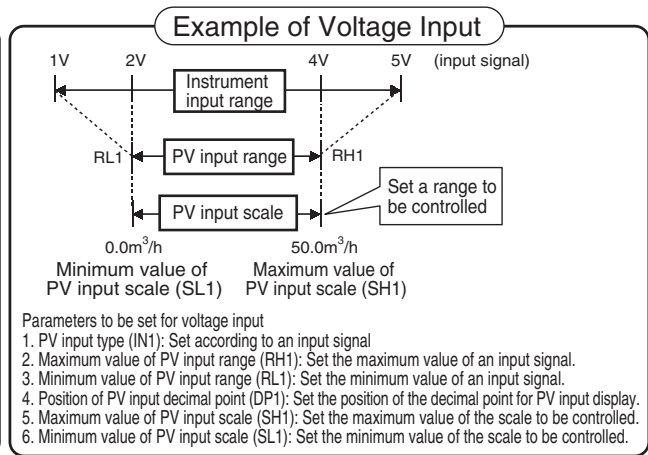 Example of Voltage Input
1V 2V 4V 5V (input signal)
Instrument
input range
RL1 PV input range RH1
PV input scale
Set a range to
be controlled
0.0m³/h 50.0m³/h
Minimum value of Maximum value of
PV input scale (SL1) PV input scale (SH1)
Parameters to be set for voltage input
1. PV input type (IN1): Set according to an input signal
2. Maximum value of PV input range (RH1): Set the maximum value of an input signal.
3. Minimum value of PV input range (RL1): Set the minimum value of an input signal.
4. Position of PV input decimal point (DP1): Set the position of the decimal point for PV input display.
5. Maximum value of PV input scale (SH1): Set the maximum value of the scale to be controlled.
6. Minimum value of PV input scale (SL1): Set the minimum value of the scale to be controlled.